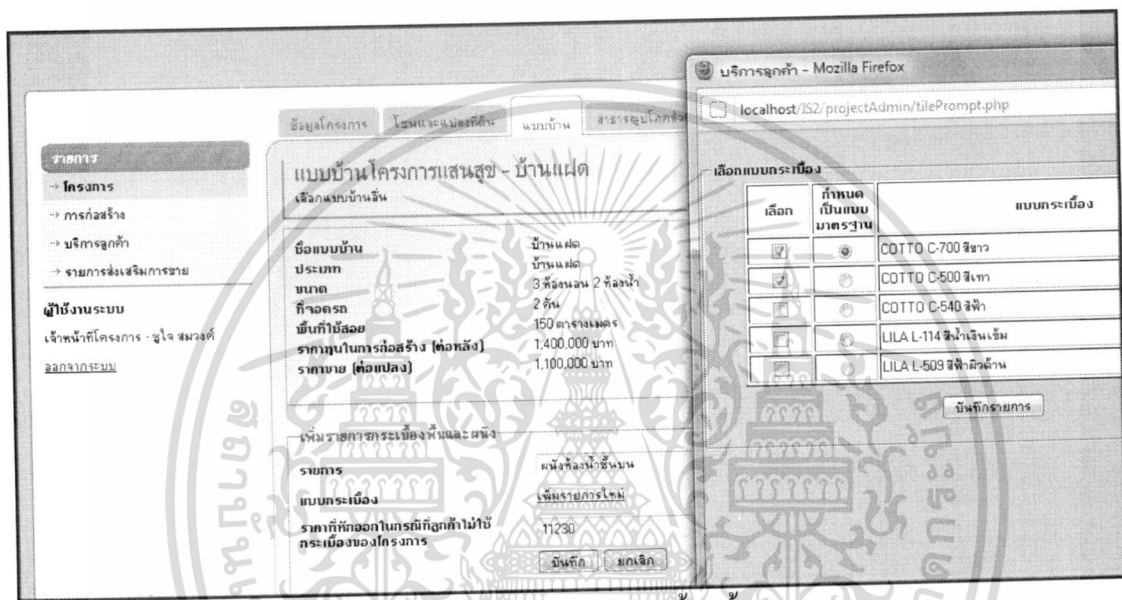 ข้อมูลโครงการ โซนและแปลงที่ดิน แบบบ้าน
รายการ
→ โครงการ
→ การก่อสร้าง
→ บริการลูกค้า
→ รายการส่งเสริมการขาย
ผู้ใช้งานระบบ
เจ้าหน้าที่โครงการ - ชูใจ สมวงค์
ออกจากระบบ
แบบบ้านโครงการแสนสุข - บ้านแฝด
เลือกแบบบ้านอื่น
ชื่อแบบบ้าน บ้านแฝด
ประเภท บ้านแฝด
ขนาด 3 ห้องนอน 2 ห้องน้ำ
ที่จอดรถ 2 คัน
พื้นที่ใช้สอย 150 ตารางเมตร
ราคาทุนในการก่อสร้าง (ต่อหลัง) 1,400,000 บาท
ราคาขาย (ต่อแปลง) 1,100,000 บาท
เพิ่มรายการกระเบื้องพื้นและผนัง
รายการ ผนังห้องน้ำชั้นบน
แบบกระเบื้อง เพิ่มรายการใหม่
ราคาที่หักออกในกรณีที่ลูกค้าไม่ใช้ 11230
กระเบื้องของโครงการ
บันทึก ยกเลิก
บริการลูกค้า - Mozilla Firefox
localhost/IS2/projectAdmin/tilePrompt.php
เลือกแบบกระเบื้อง
เลือก กำหนด เป็นแบบ มาตรฐาน แบบกระเบื้อง
COTTO C-700 สีขาว
COTTO C-500 สีเทา
COTTO C-540 สีฟ้า
LILA L-114 สีน้ำเงินเข้ม
LILA L-509 สีฟ้าผิวด้าน
บันทึกรายการ